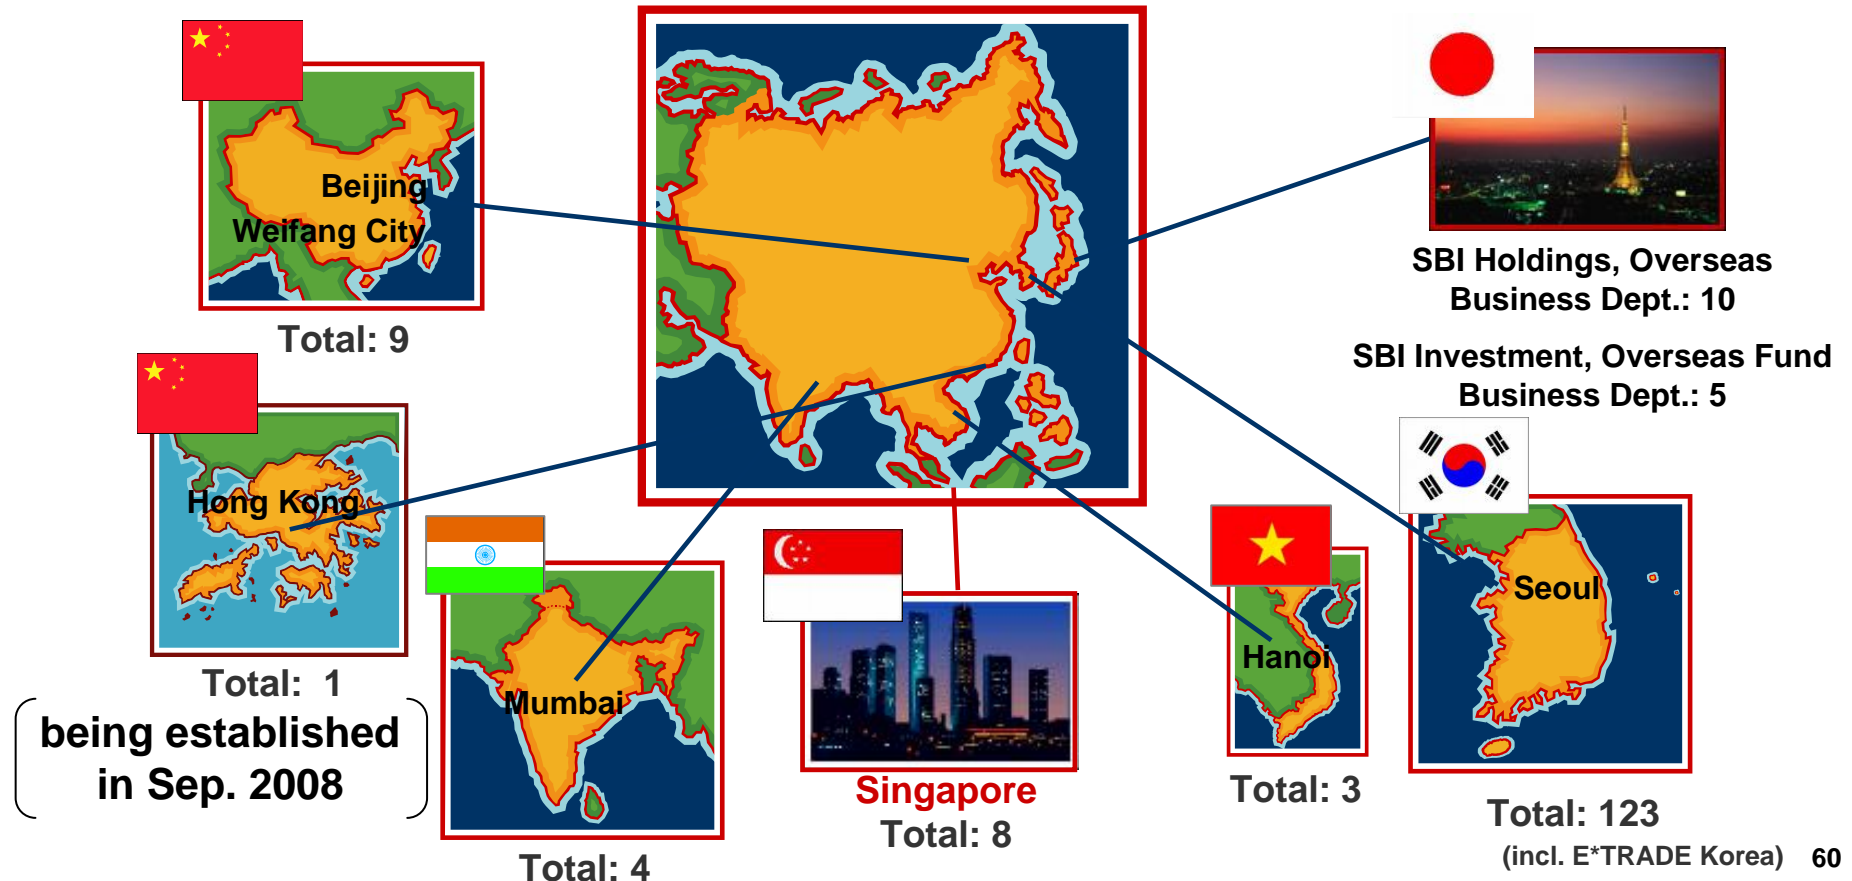 Beijing
Weifang City
Total: 9
SBI Holdings, Overseas
Business Dept.: 10
SBI Investment, Overseas Fund
Business Dept.: 5
Hong Kong
Total: 1
being established
in Sep. 2008
Mumbai
Total: 4
Singapore
Total: 8
Hanoi
Total: 3
Seoul
Total: 123
(incl. E*TRADE Korea)
60